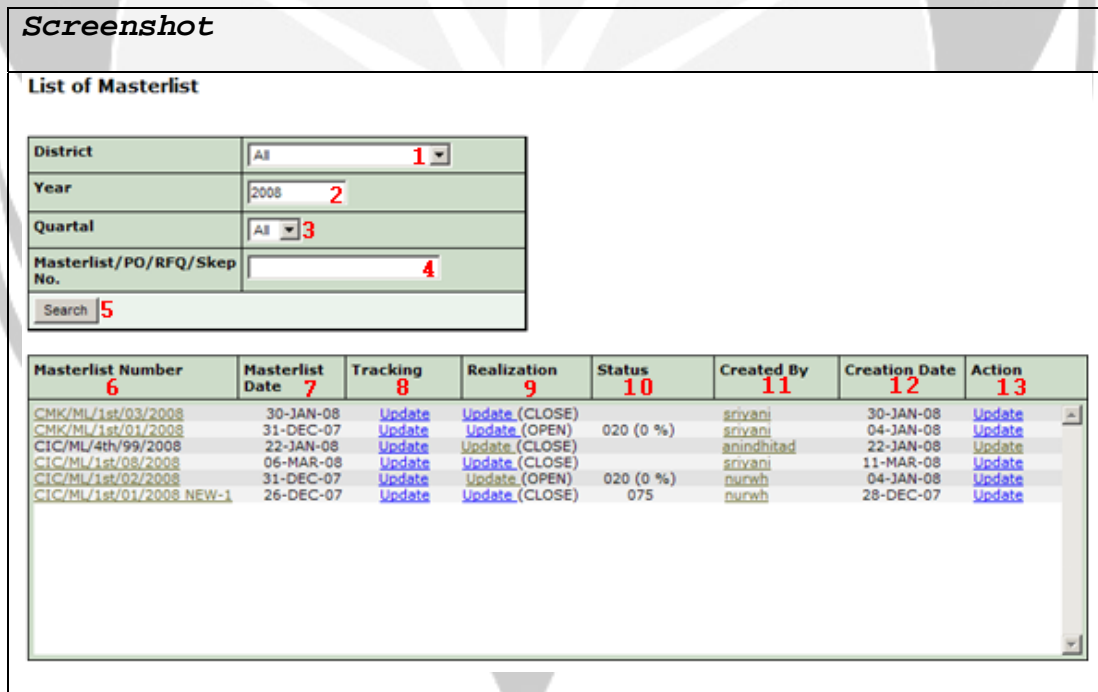 Screenshot
List of Masterlist
District All 1
Year 2008 2
Quartal All 3
Masterlist/PO/RFQ/Skep No. 4
Search 5
Masterlist Number 6 Masterlist Date 7 Tracking 8 Realization 9 Status 10 Created By 11 Creation Date 12 Action 13
CMK/ML/1st/03/2008 30-JAN-08 Update Update (CLOSE) sriyani 30-JAN-08 Update
CMK/ML/1st/01/2008 31-DEC-07 Update Update (OPEN) 020 (0 %) sriyani 04-JAN-08 Update
CIC/ML/4th/99/2008 22-JAN-08 Update Update (CLOSE) anindhitad 22-JAN-08 Update
CIC/ML/1st/08/2008 06-MAR-08 Update Update (CLOSE) sriyani 11-MAR-08 Update
CIC/ML/1st/02/2008 31-DEC-07 Update Update (OPEN) 020 (0 %) nurwh 04-JAN-08 Update
CIC/ML/1st/01/2008 NEW-1 26-DEC-07 Update Update (CLOSE) 075 nurwh 28-DEC-07 Update